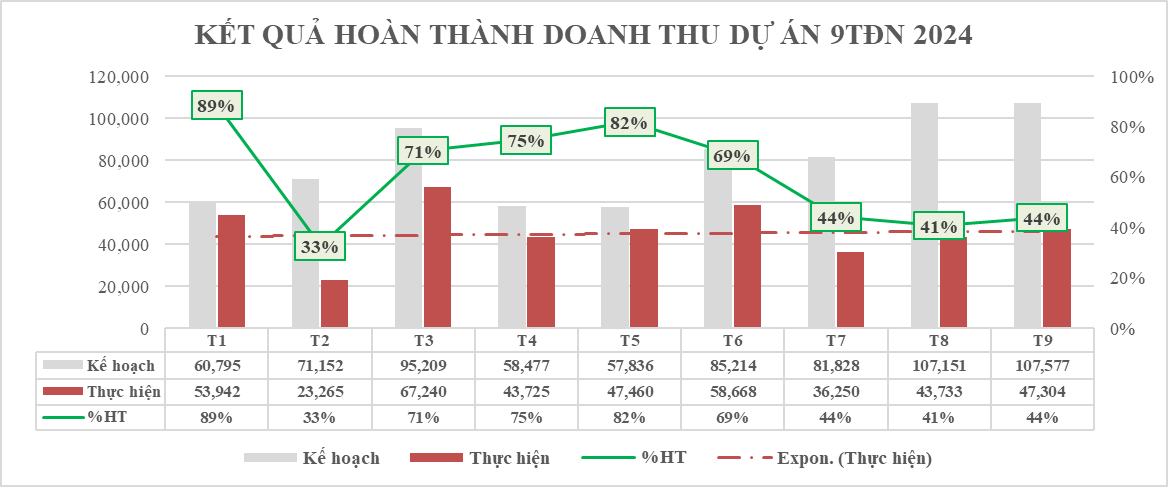 KẾT QUẢ HOÀN THÀNH DOANH THU DỰ ÁN 9TĐN 2024
120,000 100%
100,000 80%
80,000 60%
60,000 40%
40,000 20%
20,000 0%
0
89% 33% 71% 75% 82% 69% 44% 41% 44%
T1 T2 T3 T4 T5 T6 T7 T8 T9
Kế hoạch 60,795 71,152 95,209 58,477 57,836 85,214 81,828 107,151 107,577
Thực hiện 53,942 23,265 67,240 43,725 47,460 58,668 36,250 43,733 47,304
%HT 89% 33% 71% 75% 82% 69% 44% 41% 44%
Kế hoạch Thực hiện %HT Expon. (Thực hiện)